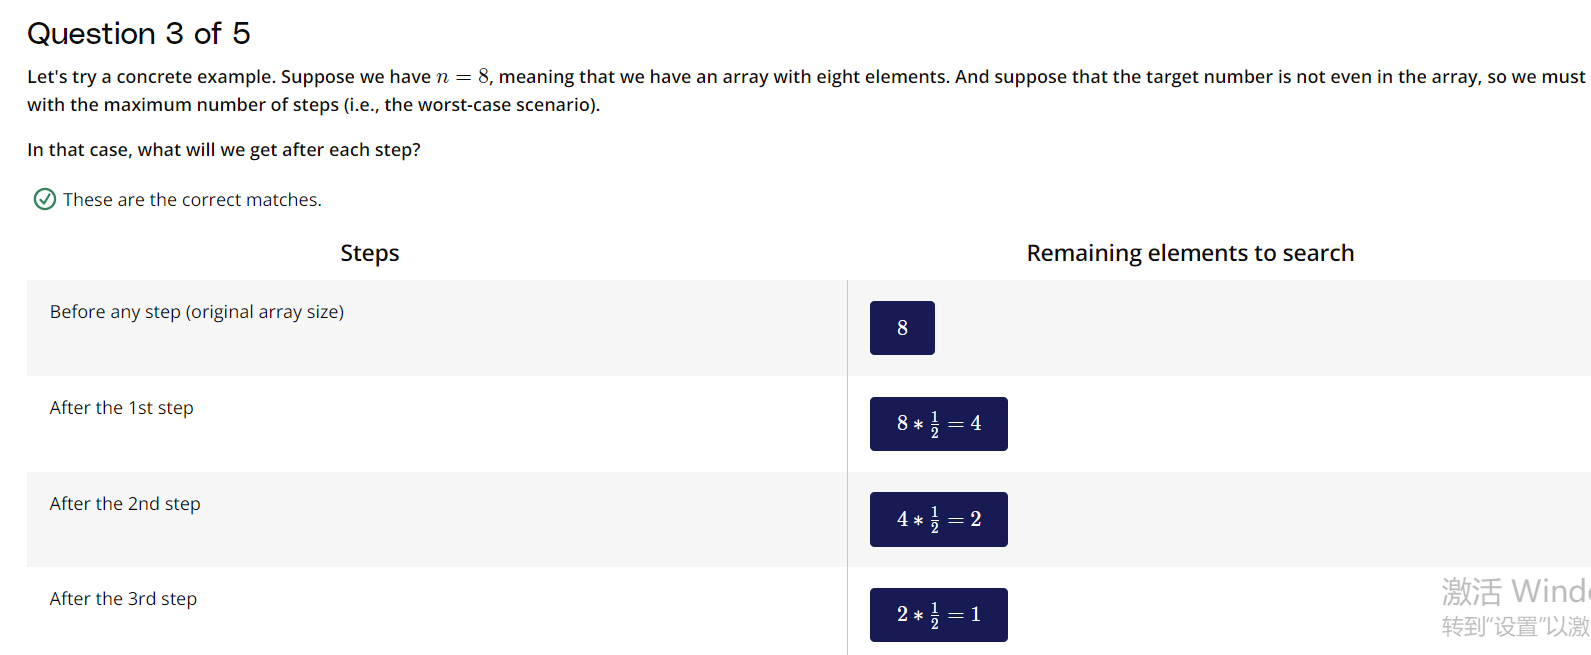 Question 3 of 5
Let's try a concrete example. Suppose we have n = 8, meaning that we have an array with eight elements. And suppose that the target number is not even in the array, so we must
with the maximum number of steps (i.e., the worst-case scenario).
In that case, what will we get after each step?
These are the correct matches.
Steps
Remaining elements to search
Before any step (original array size)
8
After the 1st step
8 * 1/2 = 4
After the 2nd step
4 * 1/2 = 2
After the 3rd step
2 * 1/2 = 1
激活 Wind
转到“设置”以激